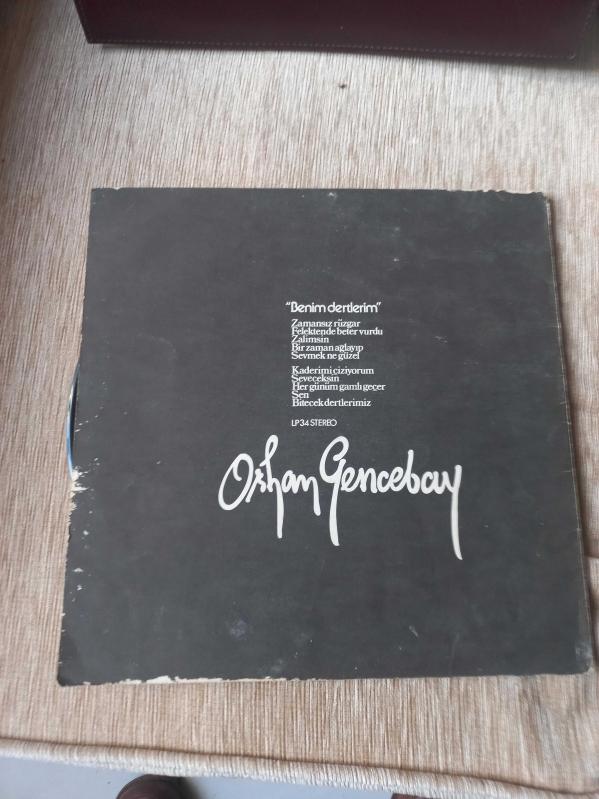 "Benim dertlerim"
Zamansız rüzgar
Felektende beter vurdu
Zalimsin
Bir zaman ağlayıp
Sevmek ne güzel
Kaderimi çiziyorum
Seveceksin
Her günüm gamlı geçer
Sen
Bitecek dertlerimiz
LP 34 STEREO
Orhan Gencebay